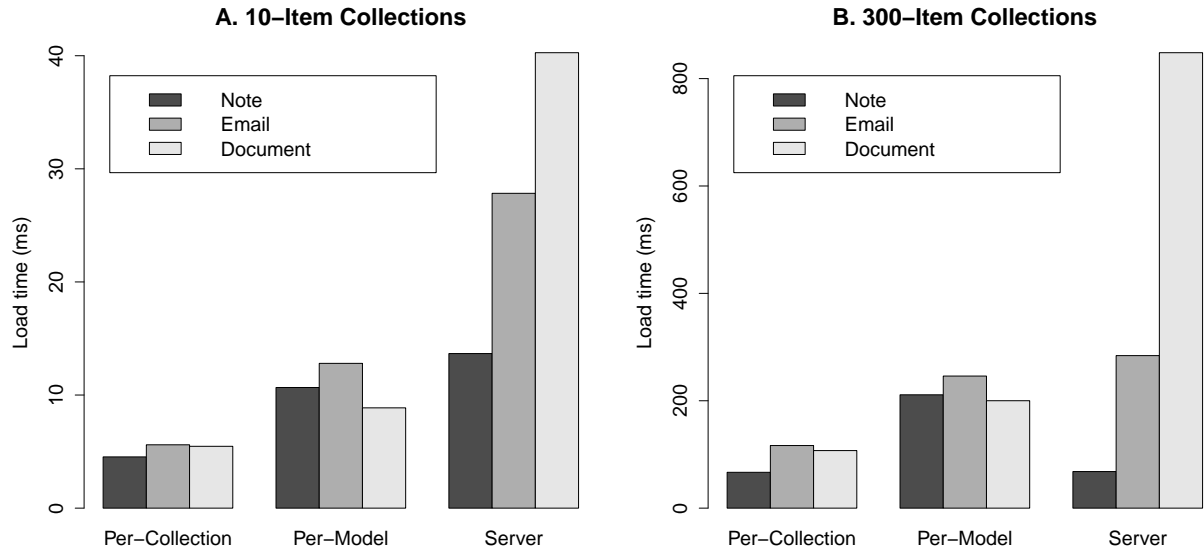 A. 10−Item Collections
Load time (ms)
0
10
20
30
40
Note
Email
Document
Per−Collection
Per−Model
Server
B. 300−Item Collections
Load time (ms)
0
200
400
600
800
Note
Email
Document
Per−Collection
Per−Model
Server